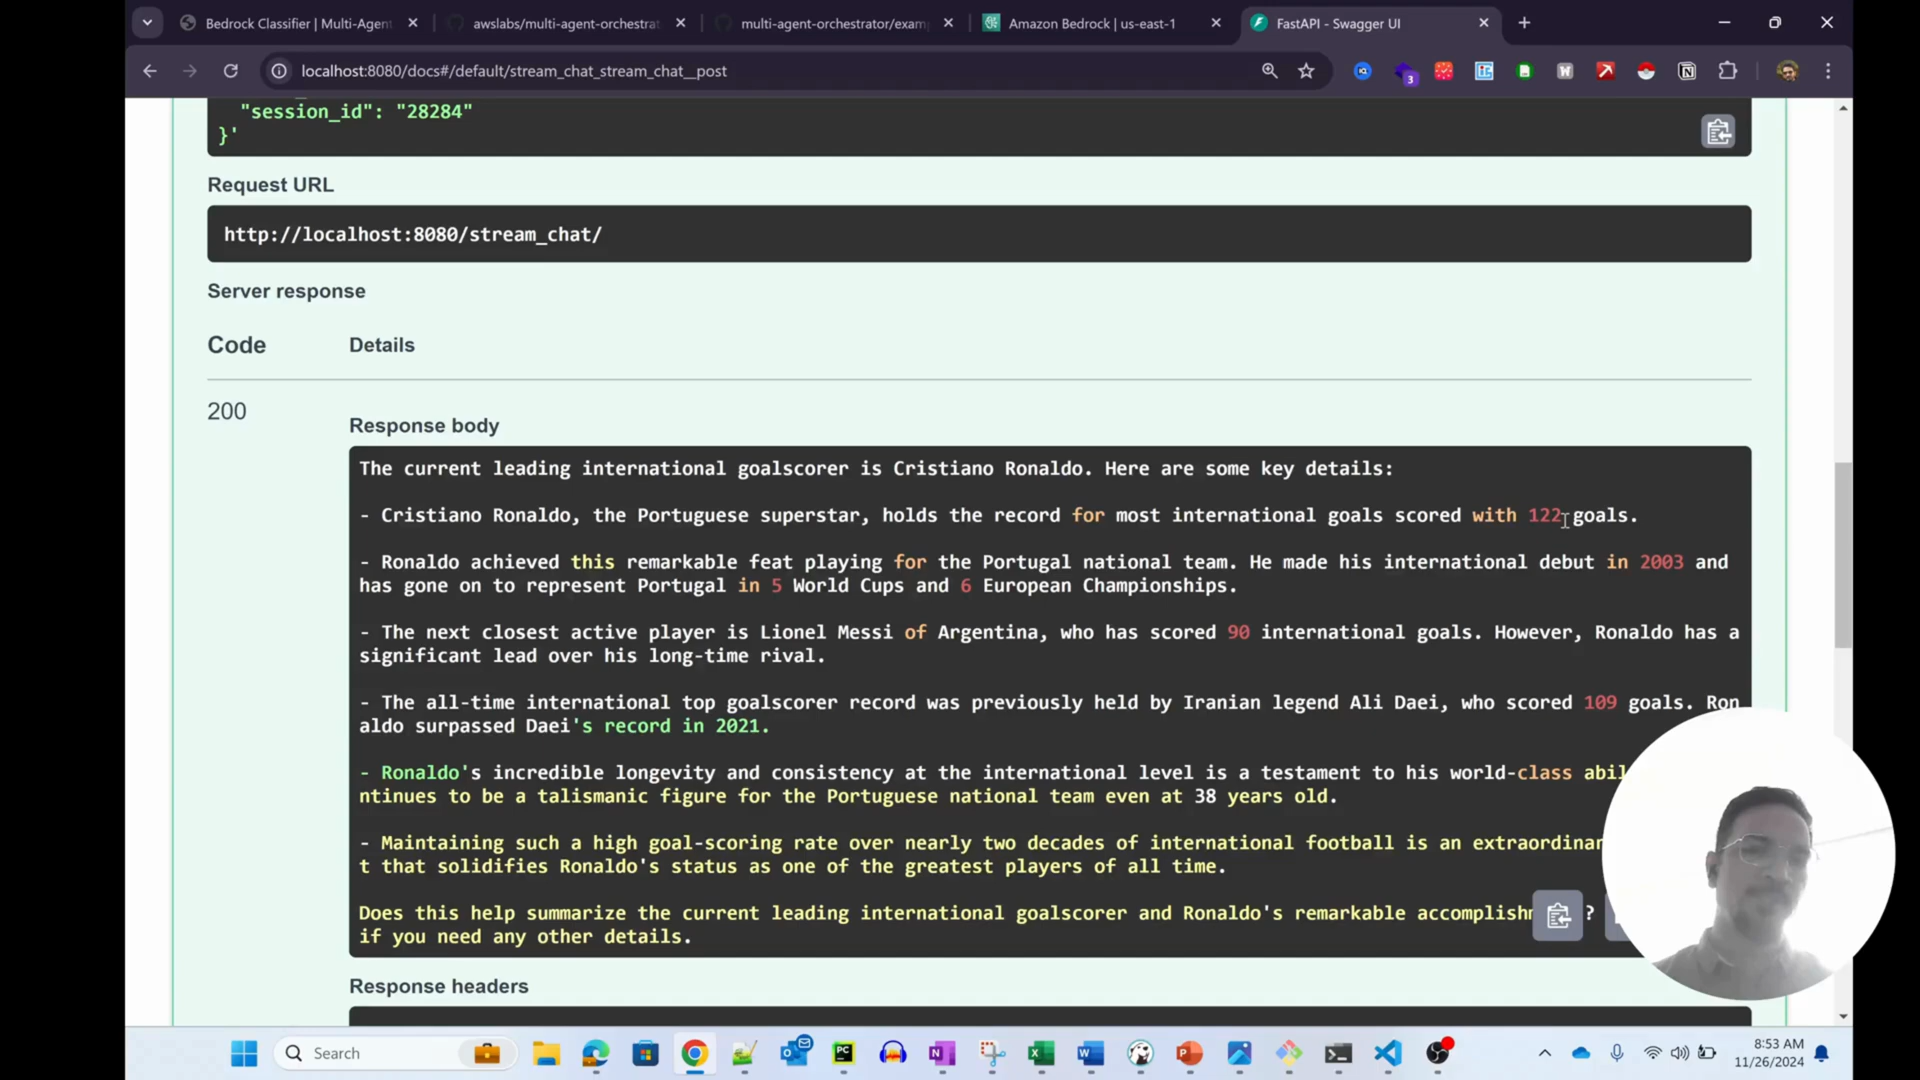 Bedrock Classifier | Multi-Agen
awslabs/multi-agent-orchestrat
multi-agent-orchestrator/exam
Amazon Bedrock | us-east-1
FastAPI - Swagger UI
localhost:8080/docs#/default/stream_chat_stream_chat__post
3
"session_id": "28284"
}'
Request URL
http://localhost:8080/stream_chat/
Server response
Code
Details
200
Response body
The current leading international goalscorer is Cristiano Ronaldo. Here are some key details:
- Cristiano Ronaldo, the Portuguese superstar, holds the record for most international goals scored with 122 goals.
- Ronaldo achieved this remarkable feat playing for the Portugal national team. He made his international debut in 2003 and
has gone on to represent Portugal in 5 World Cups and 6 European Championships.
- The next closest active player is Lionel Messi of Argentina, who has scored 90 international goals. However, Ronaldo has a
significant lead over his long-time rival.
- The all-time international top goalscorer record was previously held by Iranian legend Ali Daei, who scored 109 goals. Ron
aldo surpassed Daei's record in 2021.
- Ronaldo's incredible longevity and consistency at the international level is a testament to his world-class abil
ntinues to be a talismanic figure for the Portuguese national team even at 38 years old.
- Maintaining such a high goal-scoring rate over nearly two decades of international football is an extraordinar
t that solidifies Ronaldo's status as one of the greatest players of all time.
Does this help summarize the current leading international goalscorer and Ronaldo's remarkable accomplishm ?
if you need any other details.
Response headers
Search
8:53 AM
11/26/2024